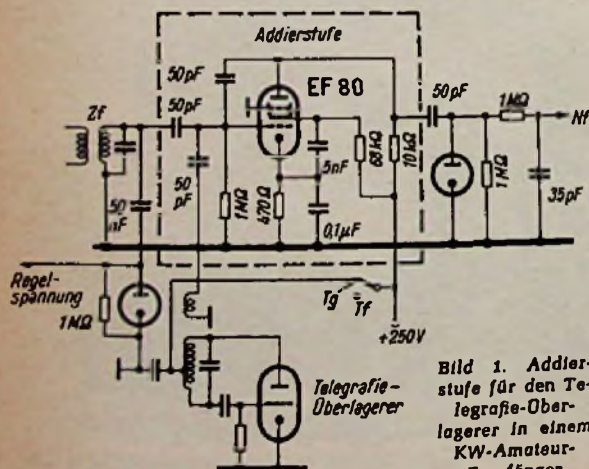 Addierstufe
50pF
EF 80
50pF
50pF
1MΩ
Nf
Zf
50 pF
68kΩ
10kΩ
1MΩ
35pF
5nF
1MΩ
470Ω
0,1µF
50
Regel-
spannung
1MΩ
Tg
Tf
+250V
Telegrafie-
Überlagerer
Bild 1. Addier-
stufe für den Te-
legrafie-Über-
lagerer in einem
KW-Amateur-